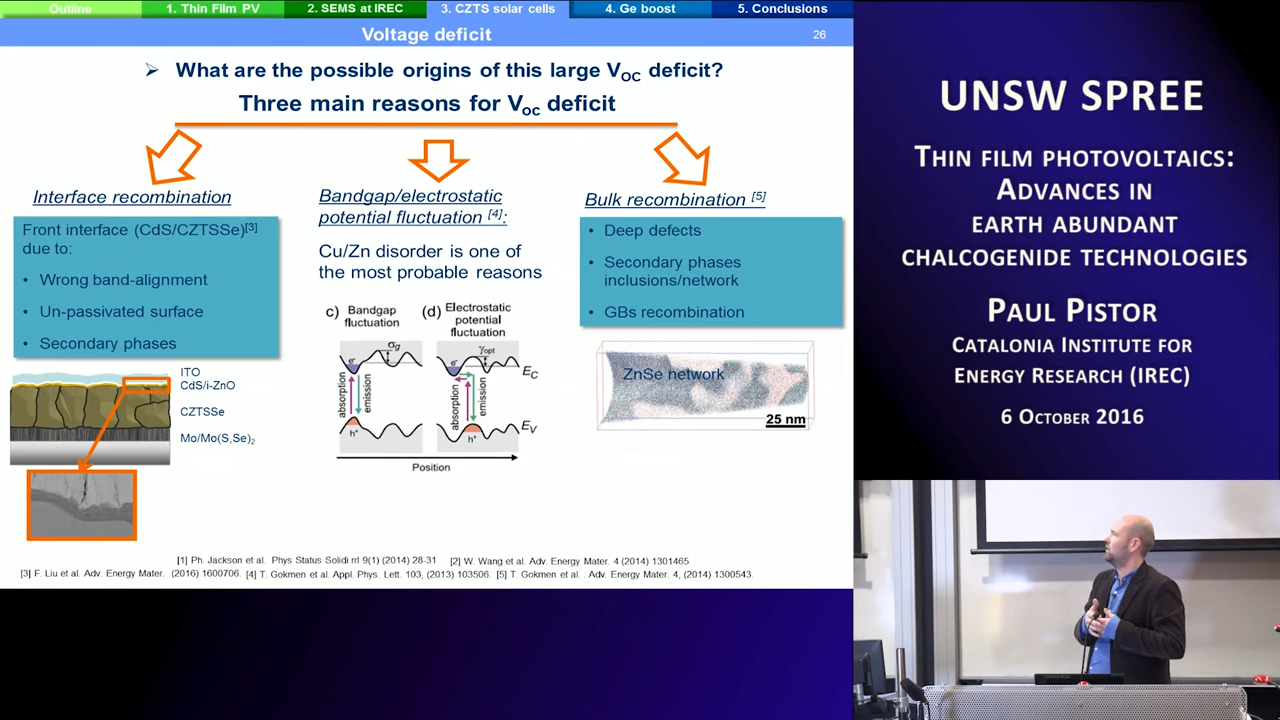 Outline
1. Thin Film PV
2. SEMS at IREC
3. CZTS solar cells
4. Ge boost
5. Conclusions
Voltage deficit
26
➢ What are the possible origins of this large VOC deficit?
Three main reasons for Voc deficit
Interface recombination
Front interface (CdS/CZTSSe)[3]
due to:
• Wrong band-alignment
• Un-passivated surface
• Secondary phases
ITO
CdS/i-ZnO
CZTSSe
Mo/Mo(S,Se)2
Bandgap/electrostatic
potential fluctuation [4]:
Cu/Zn disorder is one of
the most probable reasons
c) Bandgap
fluctuation
(d) Electrostatic
potential
fluctuation
σg
γopt
e-
e-
absorption
emission
absorption
emission
EC
EV
h+
h+
Position
Bulk recombination [5]
• Deep defects
• Secondary phases
inclusions/network
• GBs recombination
ZnSe network
25 nm
[1] Ph. Jackson et al. Phys Status Solidi rrl 9(1) (2014) 28-31 [2] W. Wang et al. Adv. Energy Mater. 4 (2014) 1301465
[3] F. Liu et al. Adv. Energy Mater. (2016) 1600706. [4] T. Gokmen et al. Appl. Phys. Lett. 103, (2013) 103506. [5] T. Gokmen et al. . Adv. Energy Mater. 4, (2014) 1300543.
UNSW SPREE
THIN FILM PHOTOVOLTAICS:
ADVANCES IN
EARTH ABUNDANT
CHALCOGENIDE TECHNOLOGIES
PAUL PISTOR
CATALONIA INSTITUTE FOR
ENERGY RESEARCH (IREC)
6 OCTOBER 2016